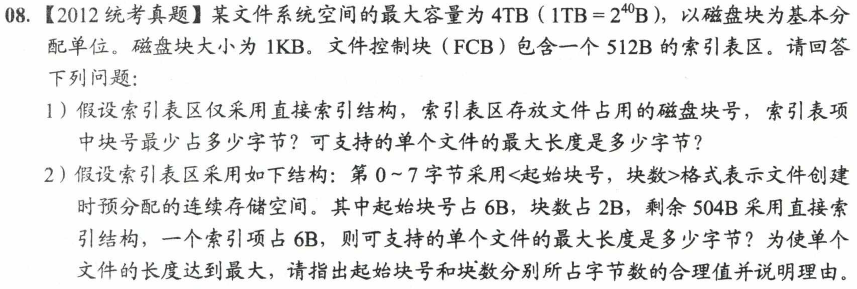 08.【2012统考真题】某文件系统空间的最大容量为 4TB（1TB = 2⁴⁰B），以磁盘块为基本分
配单位。磁盘块大小为 1KB。文件控制块（FCB）包含一个 512B 的索引表区。请回答
下列问题：
1）假设索引表区仅采用直接索引结构，索引表区存放文件占用的磁盘块号，索引表项
中块号最少占多少字节？可支持的单个文件的最大长度是多少字节？
2）假设索引表区采用如下结构：第 0~7 字节采用<起始块号，块数>格式表示文件创建
时预分配的连续存储空间。其中起始块号占 6B，块数占 2B，剩余 504B 采用直接索
引结构，一个索引项占 6B，则可支持的单个文件的最大长度是多少字节？为使单个
文件的长度达到最大，请指出起始块号和块数分别所占字节数的合理值并说明理由。